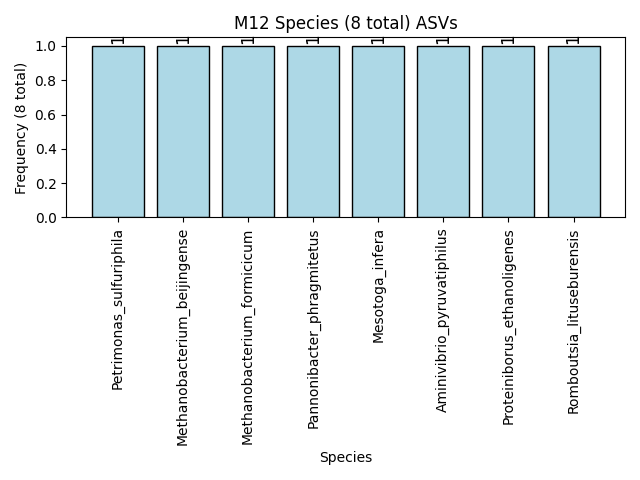 M12 Species (8 total) ASVs
1 1 1 1 1 1 1 1
Frequency (8 total)
1.0
0.8
0.6
0.4
0.2
0.0
Petrimonas_sulfuriphila
Methanobacterium_beijingense
Methanobacterium_formicicum
Pannonibacter_phragmitetus
Mesotoga_infera
Aminivibrio_pyruvatiphilus
Proteiniborus_ethanoligenes
Romboutsia_lituseburensis
Species